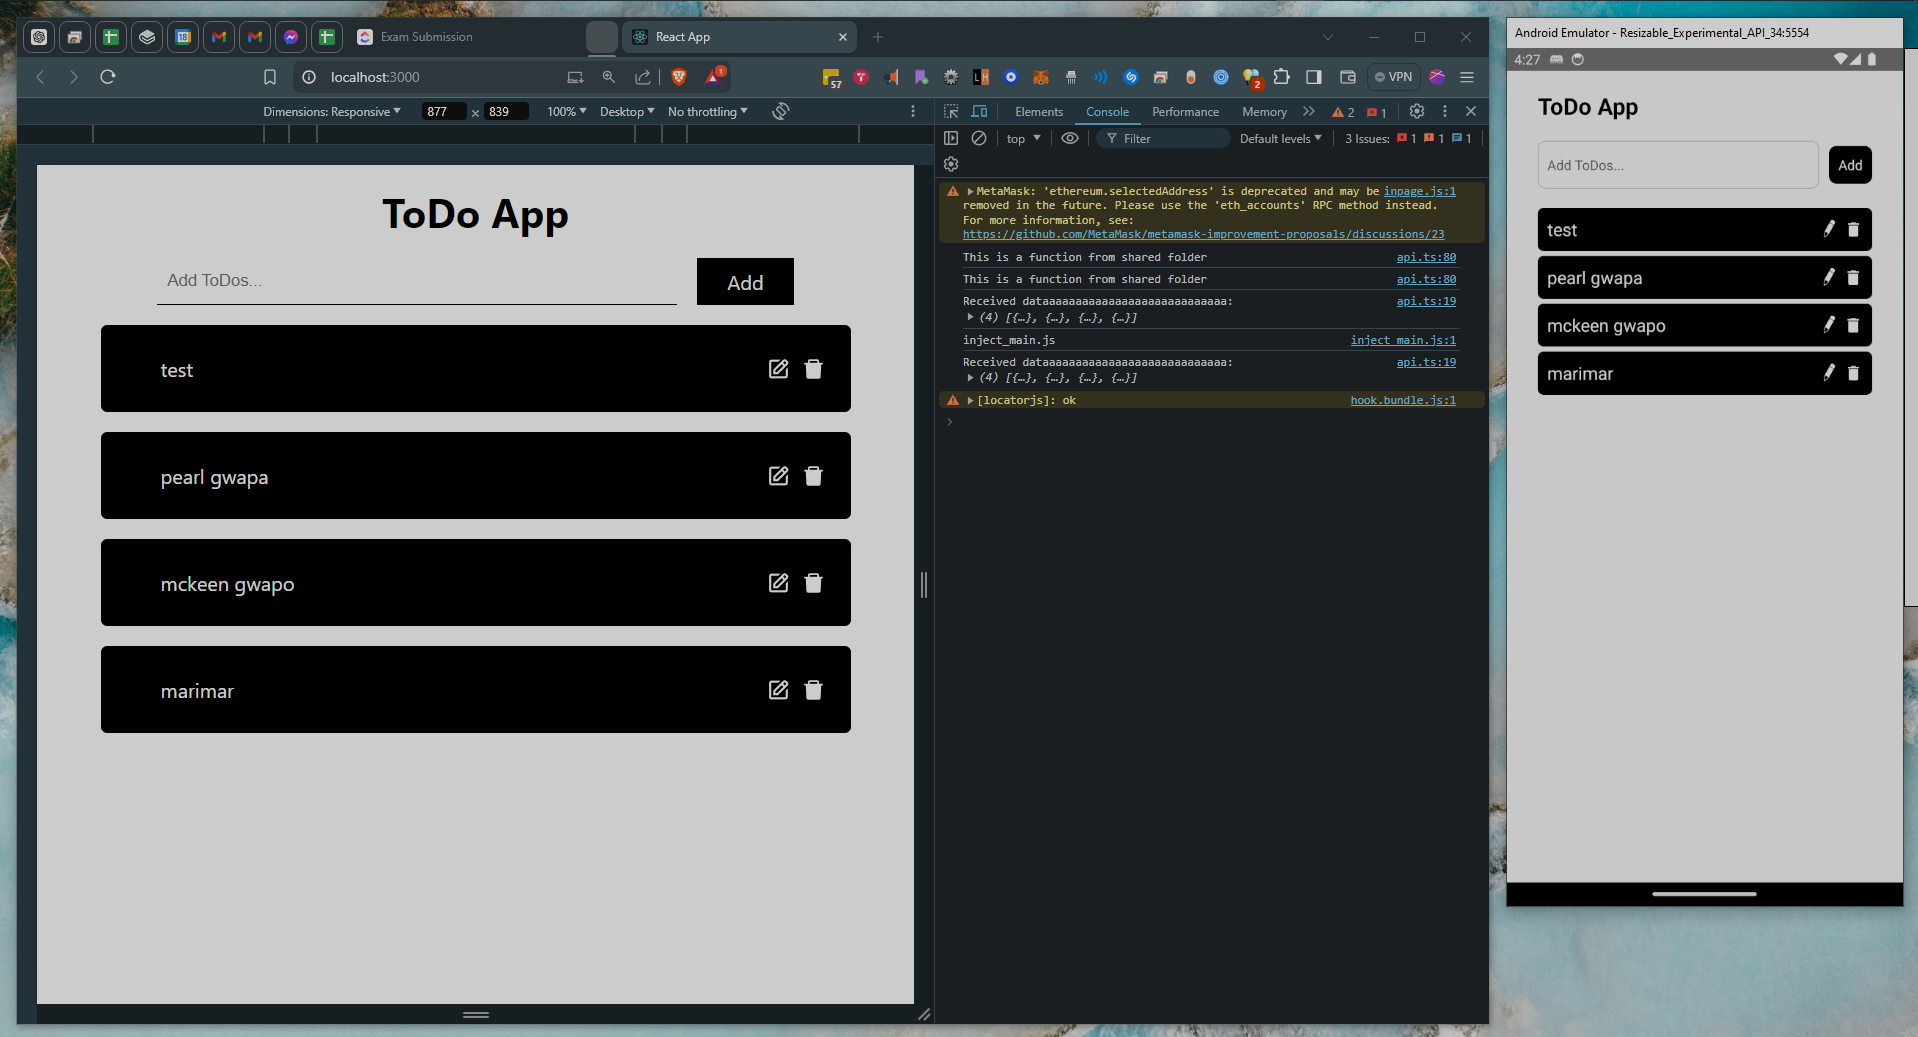 Exam Submission
React App
localhost:3000
57
1
2
VPN
Dimensions: Responsive
877 x 839
100%
Desktop
No throttling
Elements
Console
Performance
Memory
2
1
top
Filter
Default levels
3 Issues:
1
1
1
ToDo App
Add ToDos...
Add
test
pearl gwapa
mckeen gwapo
marimar
MetaMask: 'ethereum.selectedAddress' is deprecated and may be inpage.js:1
removed in the future. Please use the 'eth_accounts' RPC method instead.
For more information, see:
https://github.com/MetaMask/metamask-improvement-proposals/discussions/23
This is a function from shared folder api.ts:80
This is a function from shared folder api.ts:80
Received dataaaaaaaaaaaaaaaaaaaaaaaaaaaa: api.ts:19
(4) [{…}, {…}, {…}, {…}]
inject_main.js inject_main.js:1
Received dataaaaaaaaaaaaaaaaaaaaaaaaaaaa: api.ts:19
(4) [{…}, {…}, {…}, {…}]
[locatorjs]: ok hook.bundle.js:1
Android Emulator - Resizable_Experimental_API_34:5554
4:27
ToDo App
Add ToDos...
Add
test
pearl gwapa
mckeen gwapo
marimar